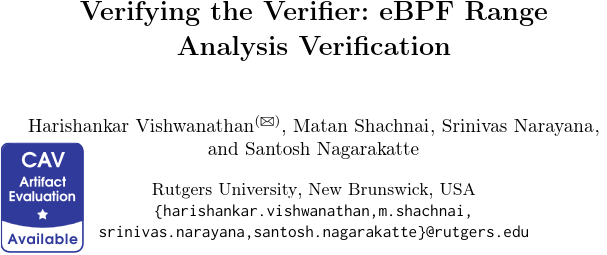 Verifying the Verifier: eBPF Range
Analysis Verification
Harishankar Vishwanathan(✉), Matan Shachnai, Srinivas Narayana,
and Santosh Nagarakatte
CAV
Artifact
Evaluation
★
Available
Rutgers University, New Brunswick, USA
{harishankar.vishwanathan,m.shachnai,
srinivas.narayana,santosh.nagarakatte}@rutgers.edu